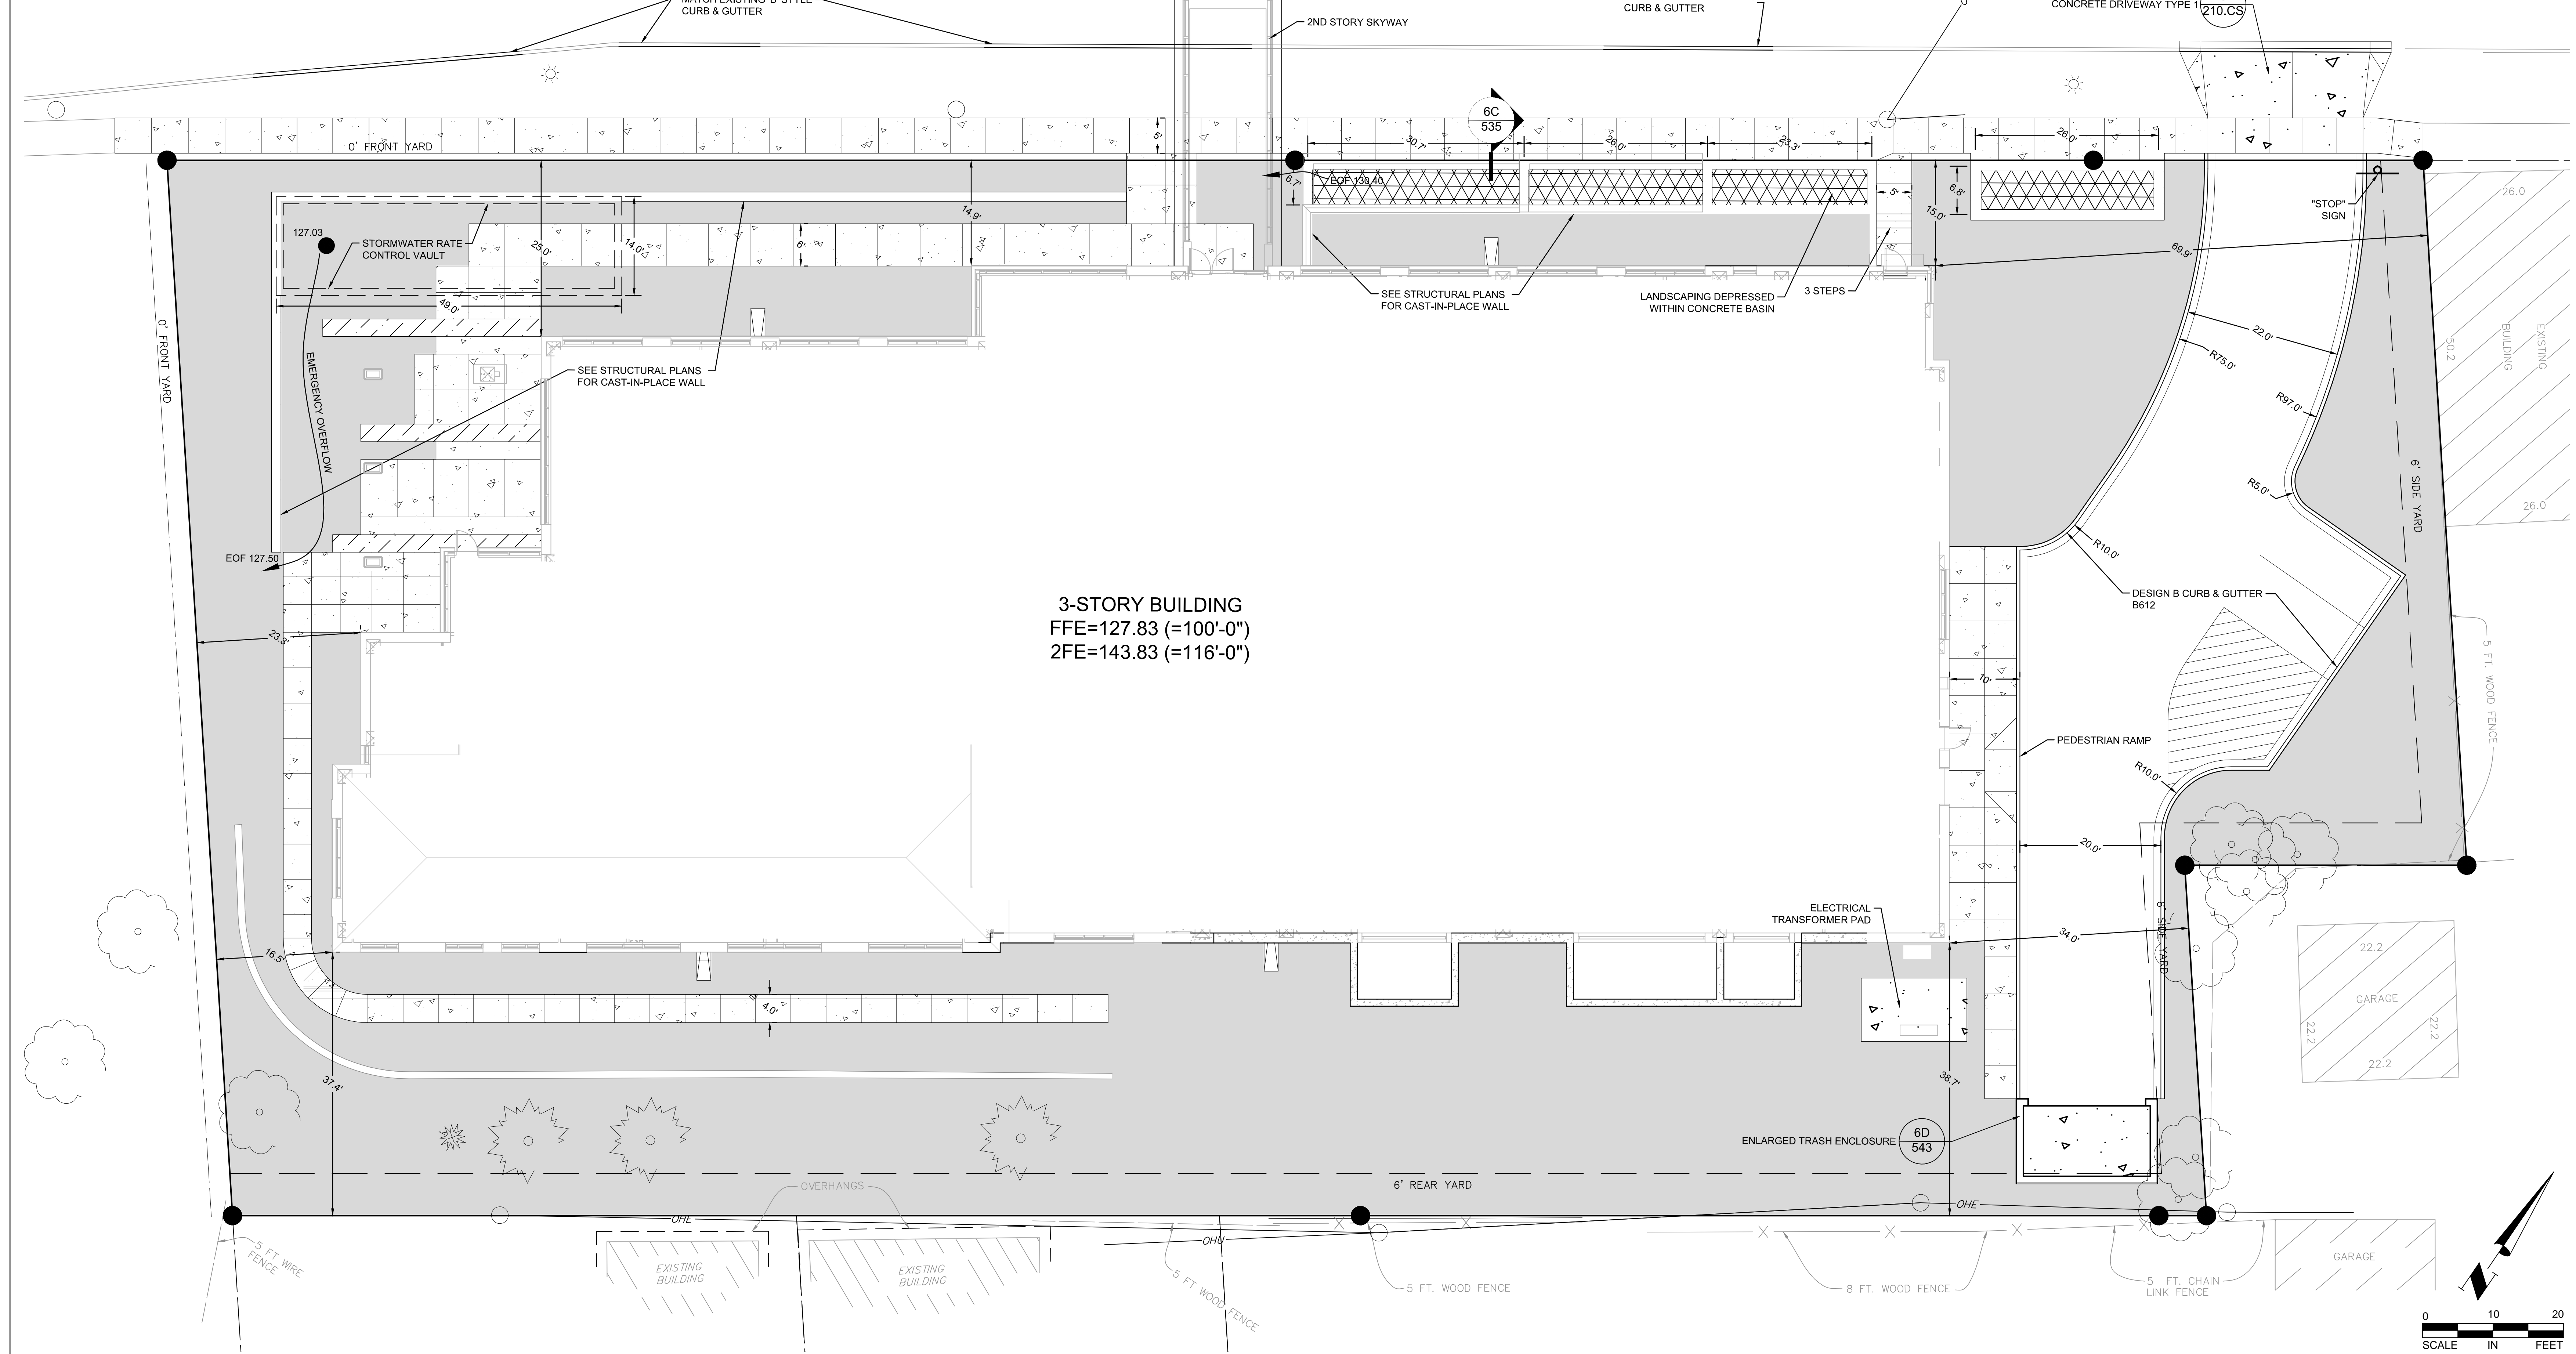 MATCH EXISTING 'B' STYLE
CURB & GUTTER
2ND STORY SKYWAY
CURB & GUTTER
CONCRETE DRIVEWAY TYPE 1
210.CS
6C
535
5'
0' FRONT YARD
30.7'
26.0'
23.3'
26.0'
EOF 130.40
6.7'
5'
6.8'
15.0'
14.9'
"STOP"
SIGN
26.0
127.03
STORMWATER RATE
CONTROL VAULT
25.0'
14.0'
6'
69.9'
49.0'
SEE STRUCTURAL PLANS
FOR CAST-IN-PLACE WALL
LANDSCAPING DEPRESSED
WITHIN CONCRETE BASIN
3 STEPS
0' FRONT YARD
EMERGENCY OVERFLOW
SEE STRUCTURAL PLANS
FOR CAST-IN-PLACE WALL
22.0'
R75.0'
R97.0'
50.2
EXISTING
BUILDING
6' SIDE YARD
R5.0'
26.0
R10.0'
EOF 127.50
3-STORY BUILDING
FFE=127.83 (=100'-0")
2FE=143.83 (=116'-0")
DESIGN B CURB & GUTTER
B612
23.3'
10'
5 FT. WOOD FENCE
PEDESTRIAN RAMP
R10.0'
20.0'
ELECTRICAL
TRANSFORMER PAD
6' SIDE YARD
34.0'
16.5'
22.2
GARAGE
22.2
22.2
22.2
4.0'
37.4'
38.7'
ENLARGED TRASH ENCLOSURE
6D
543
6' REAR YARD
OVERHANGS
OHE
OHE
OHU
5 FT WIRE
FENCE
EXISTING
BUILDING
EXISTING
BUILDING
5 FT WOOD FENCE
5 FT. WOOD FENCE
8 FT. WOOD FENCE
5 FT. CHAIN
LINK FENCE
GARAGE
0 10 20
SCALE IN FEET